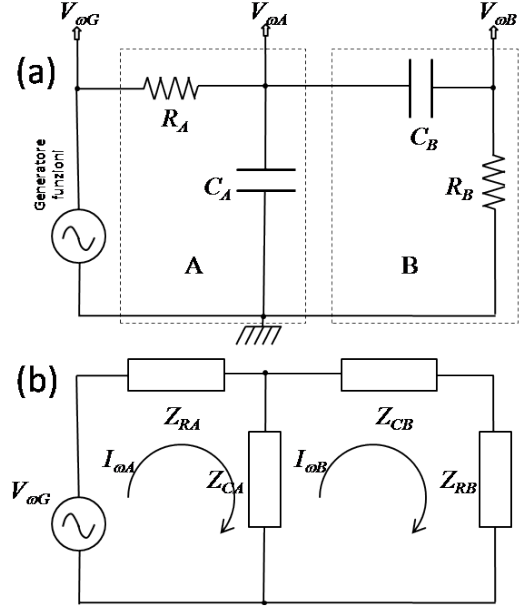 V_ωG V_ωA V_ωB
(a)
R_A C_B
Generatore
funzioni
C_A R_B
A B
(b)
Z_RA Z_CB
I_ωA Z_CA I_ωB Z_RB
V_ωG